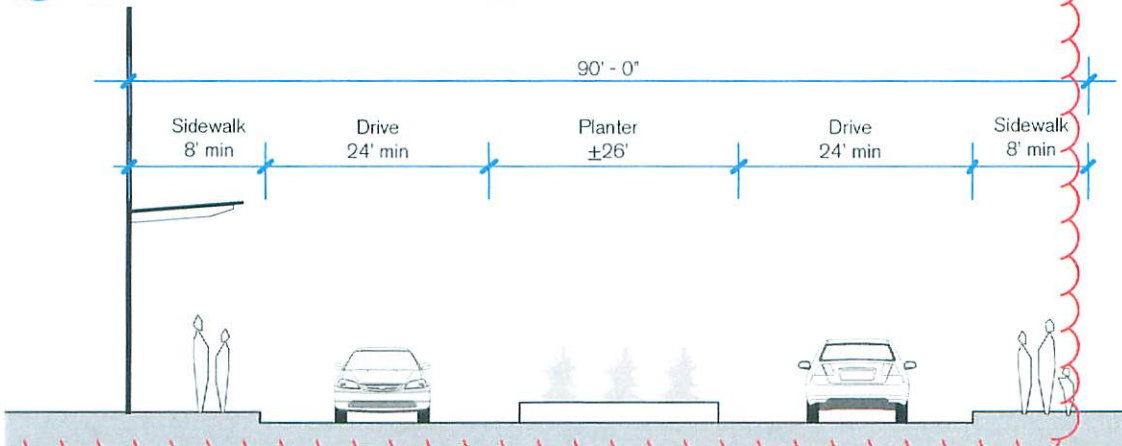 90' - 0"
Sidewalk
8' min
Drive
24' min
Planter
±26'
Drive
24' min
Sidewalk
8' min